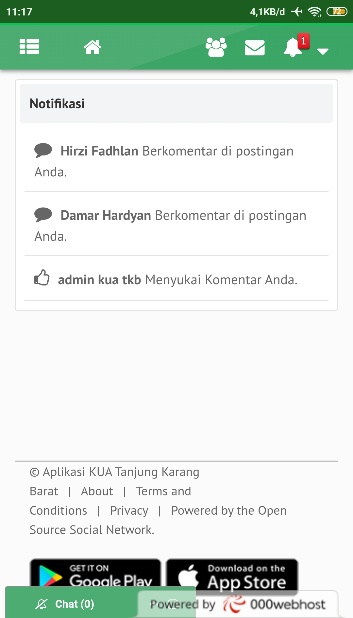 11:17
4,1KB/d
72
1
Notifikasi
Hirzi Fadhlan Berkomentar di postingan
Anda.
Damar Hardyan Berkomentar di postingan
Anda.
admin kua tkb Menyukai Komentar Anda.
© Aplikasi KUA Tanjung Karang
Barat | About | Terms and
Conditions | Privacy | Powered by the Open
Source Social Network.
GET IT ON
Google Play
Download on the
App Store
Chat (0)
Powered by 000webhost